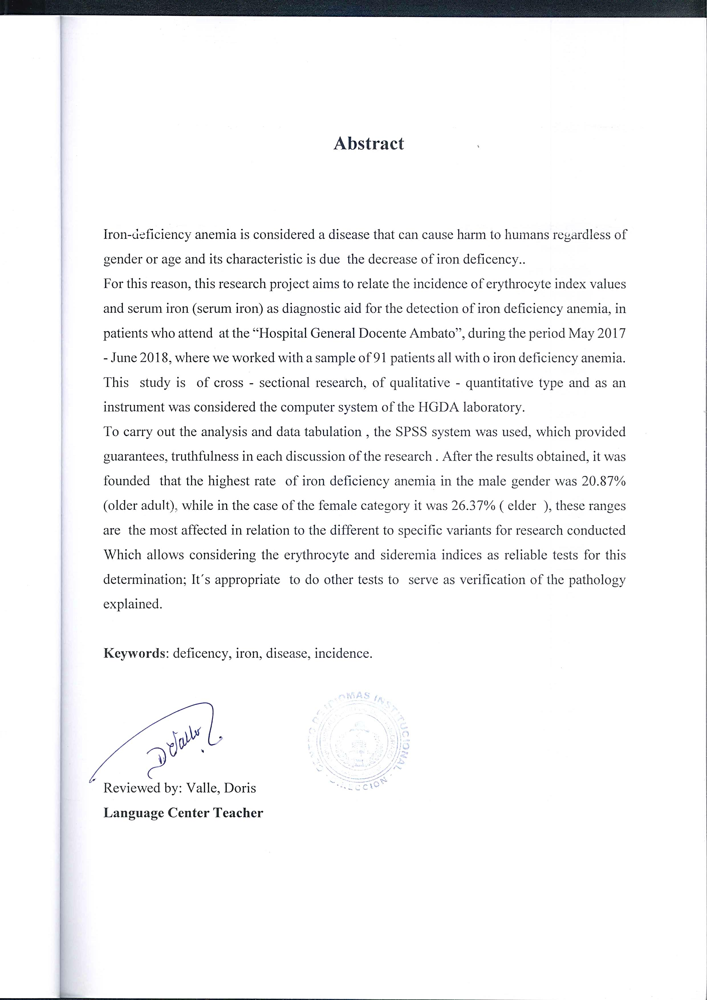 Abstract
Iron-deficiency anemia is considered a disease that can cause harm to humans regardless of
gender or age and its characteristic is due the decrease of iron deficency..
For this reason, this research project aims to relate the incidence of erythrocyte index values
and serum iron (serum iron) as diagnostic aid for the detection of iron deficiency anemia, in
patients who attend at the “Hospital General Docente Ambato”, during the period May 2017
- June 2018, where we worked with a sample of 91 patients all with o iron deficiency anemia.
This study is of cross - sectional research, of qualitative - quantitative type and as an
instrument was considered the computer system of the HGDA laboratory.
To carry out the analysis and data tabulation , the SPSS system was used, which provided
guarantees, truthfulness in each discussion of the research . After the results obtained, it was
founded that the highest rate of iron deficiency anemia in the male gender was 20.87%
(older adult), while in the case of the female category it was 26.37% ( elder ), these ranges
are the most affected in relation to the different to specific variants for research conducted
Which allows considering the erythrocyte and sideremia indices as reliable tests for this
determination; It´s appropriate to do other tests to serve as verification of the pathology
explained.
Keywords: deficency, iron, disease, incidence.
DValle
CENTRO DE IDIOMAS INSTITUCIONAL
DIRECCION
Reviewed by: Valle, Doris
Language Center Teacher